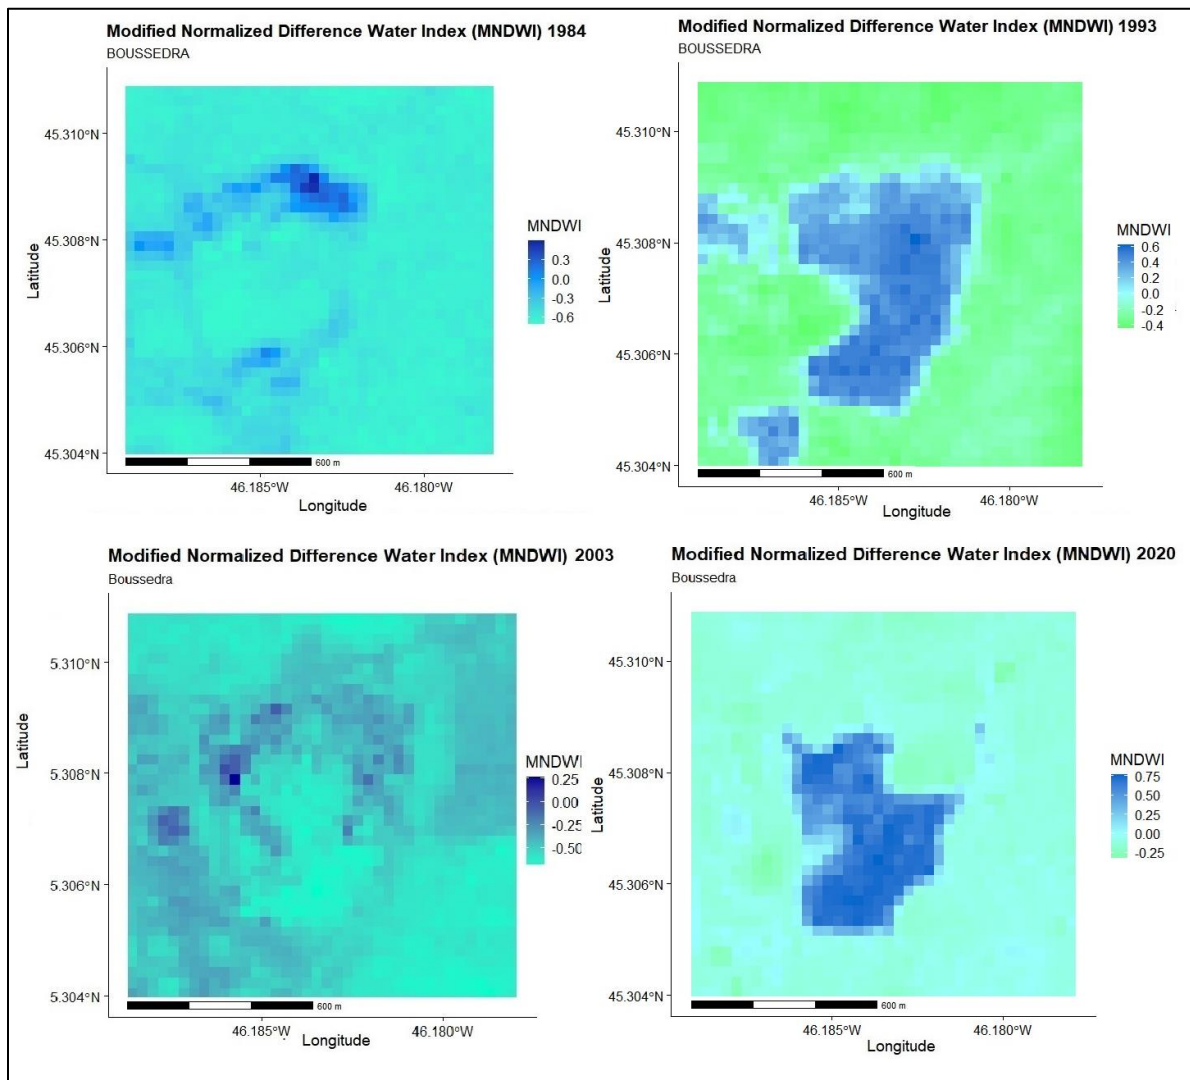 Modified Normalized Difference Water Index (MNDWI) 1984
BOUSSEDRA
45.310°N
45.308°N
45.306°N
45.304°N
Latitude
600 m
46.185°W
46.180°W
Longitude
MNDWI
0.3
0.0
-0.3
-0.6
Modified Normalized Difference Water Index (MNDWI) 1993
BOUSSEDRA
45.310°N
45.308°N
45.306°N
45.304°N
Latitude
600 m
46.185°W
46.180°W
Longitude
MNDWI
0.6
0.4
0.2
0.0
-0.2
-0.4
Modified Normalized Difference Water Index (MNDWI) 2003
Boussedra
5.310°N
5.308°N
5.306°N
5.304°N
Latitude
600 m
46.185°W
46.180°W
Longitude
MNDWI
0.25
0.00
-0.25
-0.50
Modified Normalized Difference Water Index (MNDWI) 2020
Boussedra
45.310°N
45.308°N
45.306°N
45.304°N
Latitude
600 m
46.185°W
46.180°W
Longitude
MNDWI
0.75
0.50
0.25
0.00
-0.25